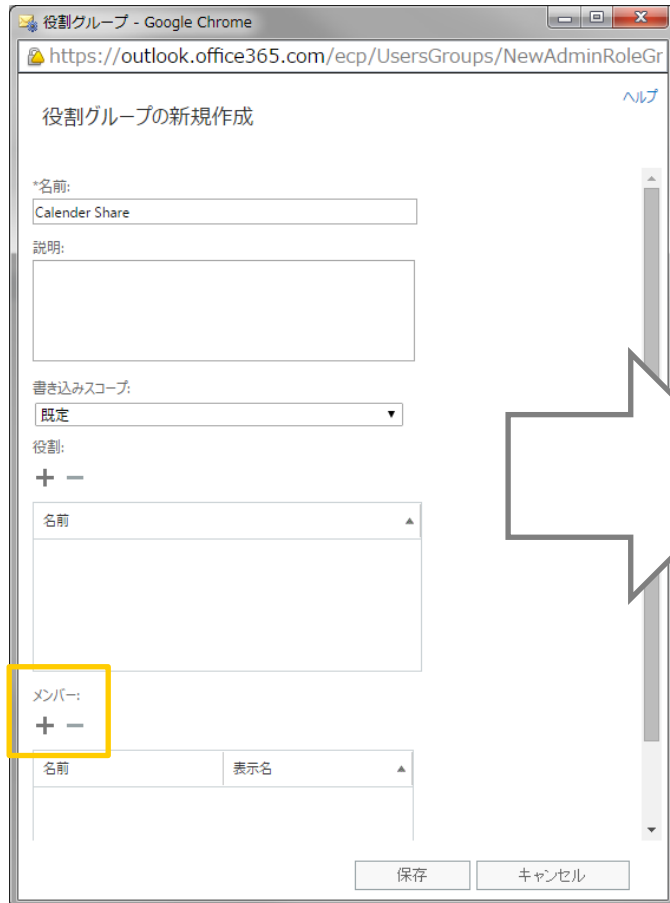 役割グループ - Google Chrome
https://outlook.office365.com/ecp/UsersGroups/NewAdminRoleGr
ヘルプ
役割グループの新規作成
*名前:
Calender Share
説明:
書き込みスコープ:
既定
役割:
名前
メンバー:
名前 表示名
保存 キャンセル